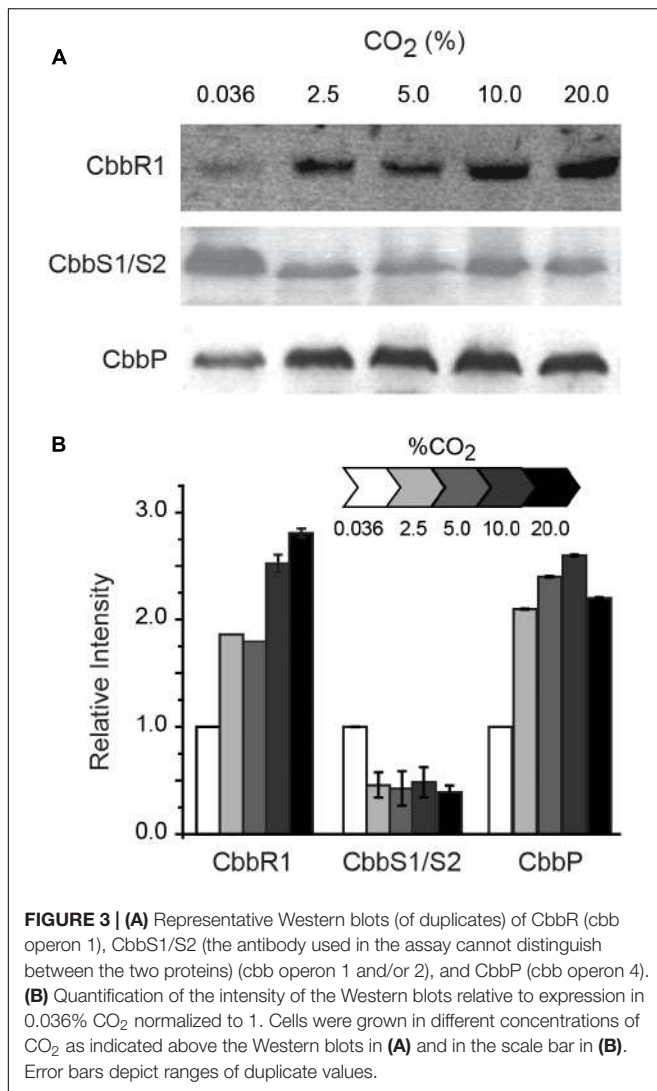 A
CO₂ (%)
0.036 2.5 5.0 10.0 20.0
CbbR1
CbbS1/S2
CbbP
B
%CO₂
0.036 2.5 5.0 10.0 20.0
3.0
2.0
1.0
0.0
Relative Intensity
CbbR1 CbbS1/S2 CbbP
FIGURE 3 | (A) Representative Western blots (of duplicates) of CbbR (cbb
operon 1), CbbS1/S2 (the antibody used in the assay cannot distinguish
between the two proteins) (cbb operon 1 and/or 2), and CbbP (cbb operon 4).
(B) Quantification of the intensity of the Western blots relative to expression in
0.036% CO₂ normalized to 1. Cells were grown in different concentrations of
CO₂ as indicated above the Western blots in (A) and in the scale bar in (B).
Error bars depict ranges of duplicate values.